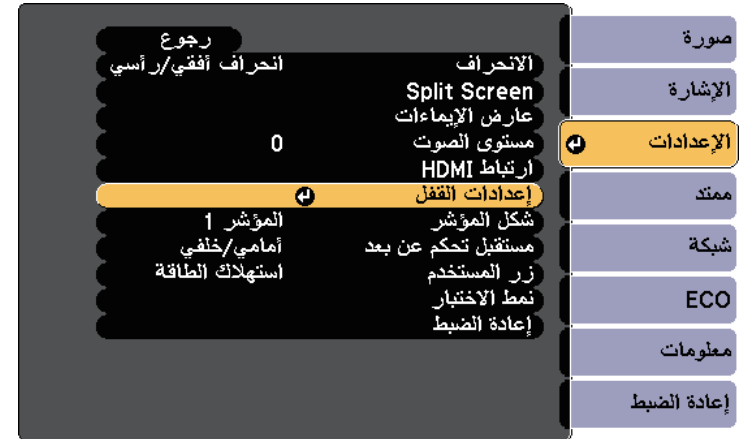 صورة
الإشارة
الإعدادات
ممتد
شبكة
ECO
معلومات
إعادة الضبط
رجوع
الانحراف انحراف أفقي/رأسي
Split Screen
عارض الإيماءات
مستوى الصوت 0
ارتباط HDMI
إعدادات القفل
شكل المؤشر المؤشر 1
مستقبل تحكم عن بعد أمامي/خلفي
زر المستخدم استهلاك الطاقة
نمط الاختبار
إعادة الضبط